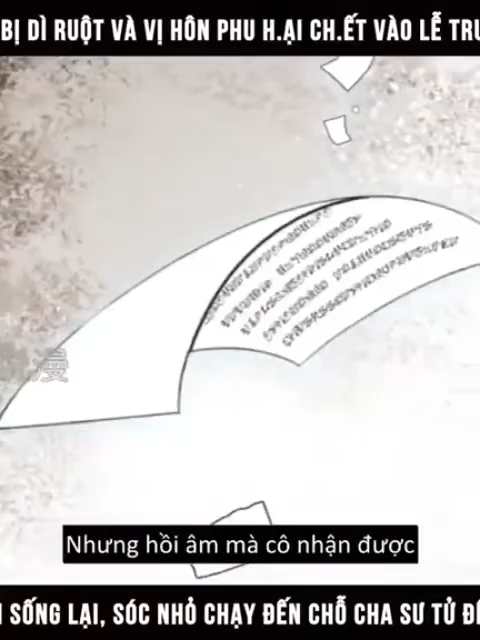 BỊ DÌ RUỘT VÀ VỊ HÔN PHU H.ẠI CH.ẾT VÀO LỄ
漫
Nhưng hồi âm mà cô nhận được
SỐNG LẠI, SÓC NHỎ CHẠY ĐẾN CHỖ CHA SƯ TỬ